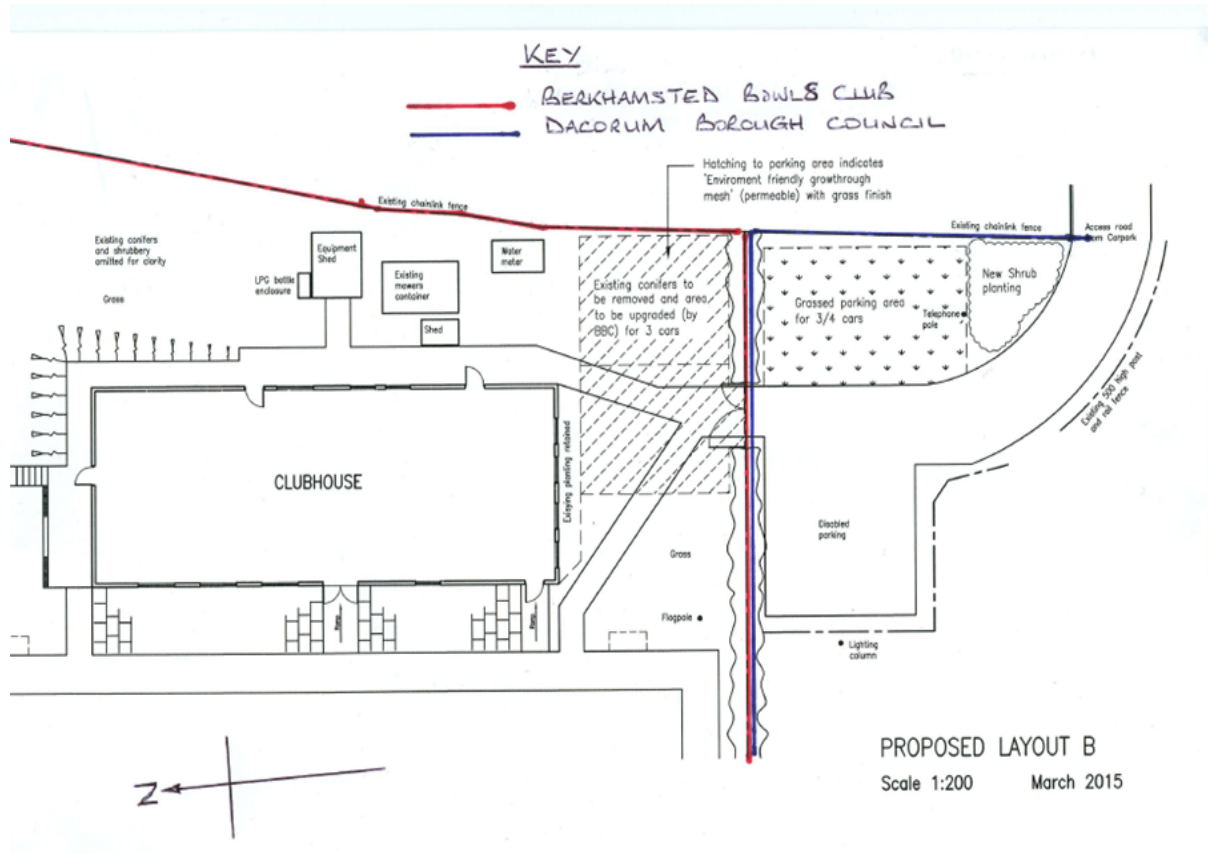 KEY
BERKHAMSTED BOWLS CLUB
DACORUM BOROUGH COUNCIL
Hatching to parking area indicates
'Enviroment friendly growthrough
mesh' (permeable) with grass finish
Existing chainlink fence
Existing chainlink fence
Access road
from Carpark
Existing conifers
and shrubbery
omitted for clarity
Grass
Equipment
Shed
LPG bottle
enclosure
Existing
mowers
container
Shed
Water
meter
Existing conifers to
be removed and area
to be upgraded (by
BBC) for 3 cars
Grassed parking area
for 3/4 cars
Telephone
pole
New Shrub
planting
Existing 500 high post
and rail fence
CLUBHOUSE
Exisying planting retained
Disabled
parking
Grass
Flagpole
Ramp
Ramp
Lighting
column
PROPOSED LAYOUT B
Scale 1:200 March 2015
N